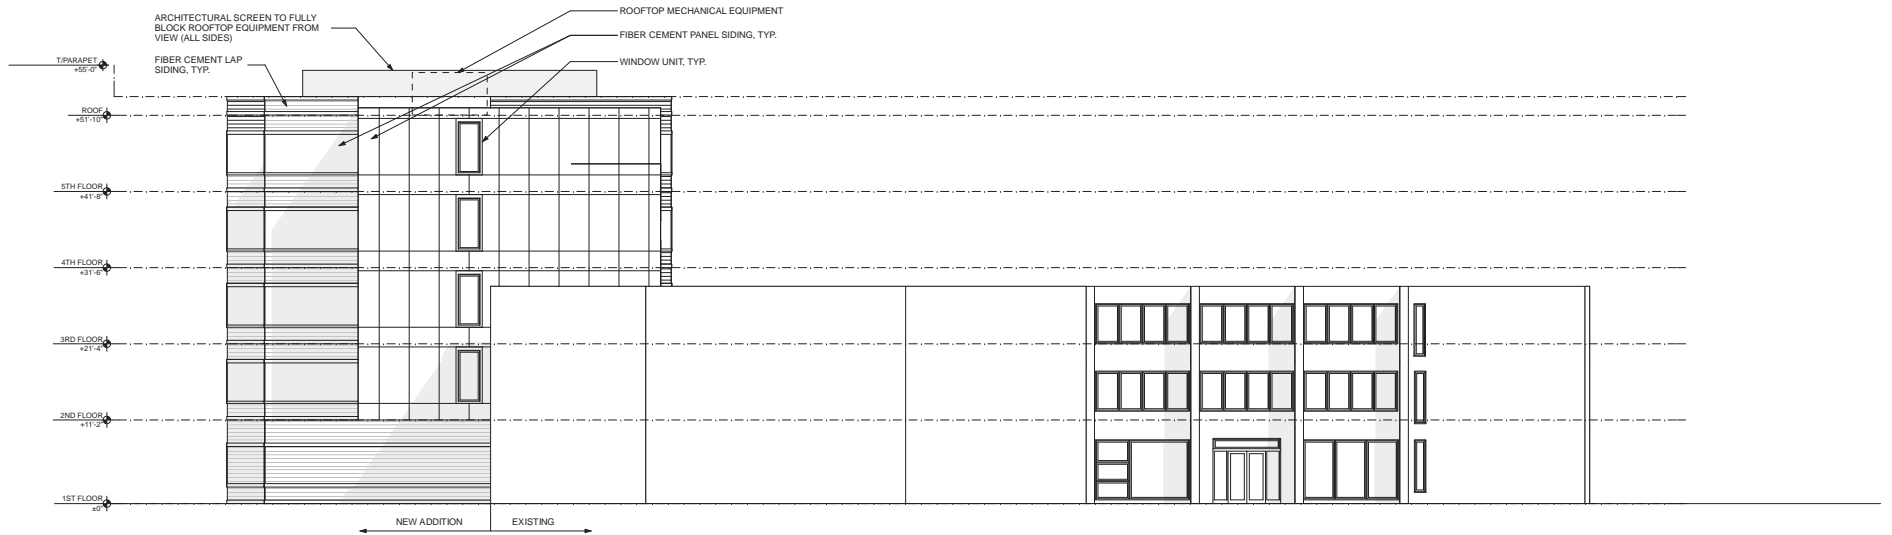 ARCHITECTURAL SCREEN TO FULLY
BLOCK ROOFTOP EQUIPMENT FROM
VIEW (ALL SIDES)
ROOFTOP MECHANICAL EQUIPMENT
FIBER CEMENT PANEL SIDING, TYP.
T/PARAPET
+55'-0"
FIBER CEMENT LAP
SIDING, TYP.
WINDOW UNIT, TYP.
ROOF
+51'-10"
5TH FLOOR
+41'-8"
4TH FLOOR
+31'-6"
3RD FLOOR
+21'-4"
2ND FLOOR
+11'-2"
1ST FLOOR
±0"
NEW ADDITION
EXISTING